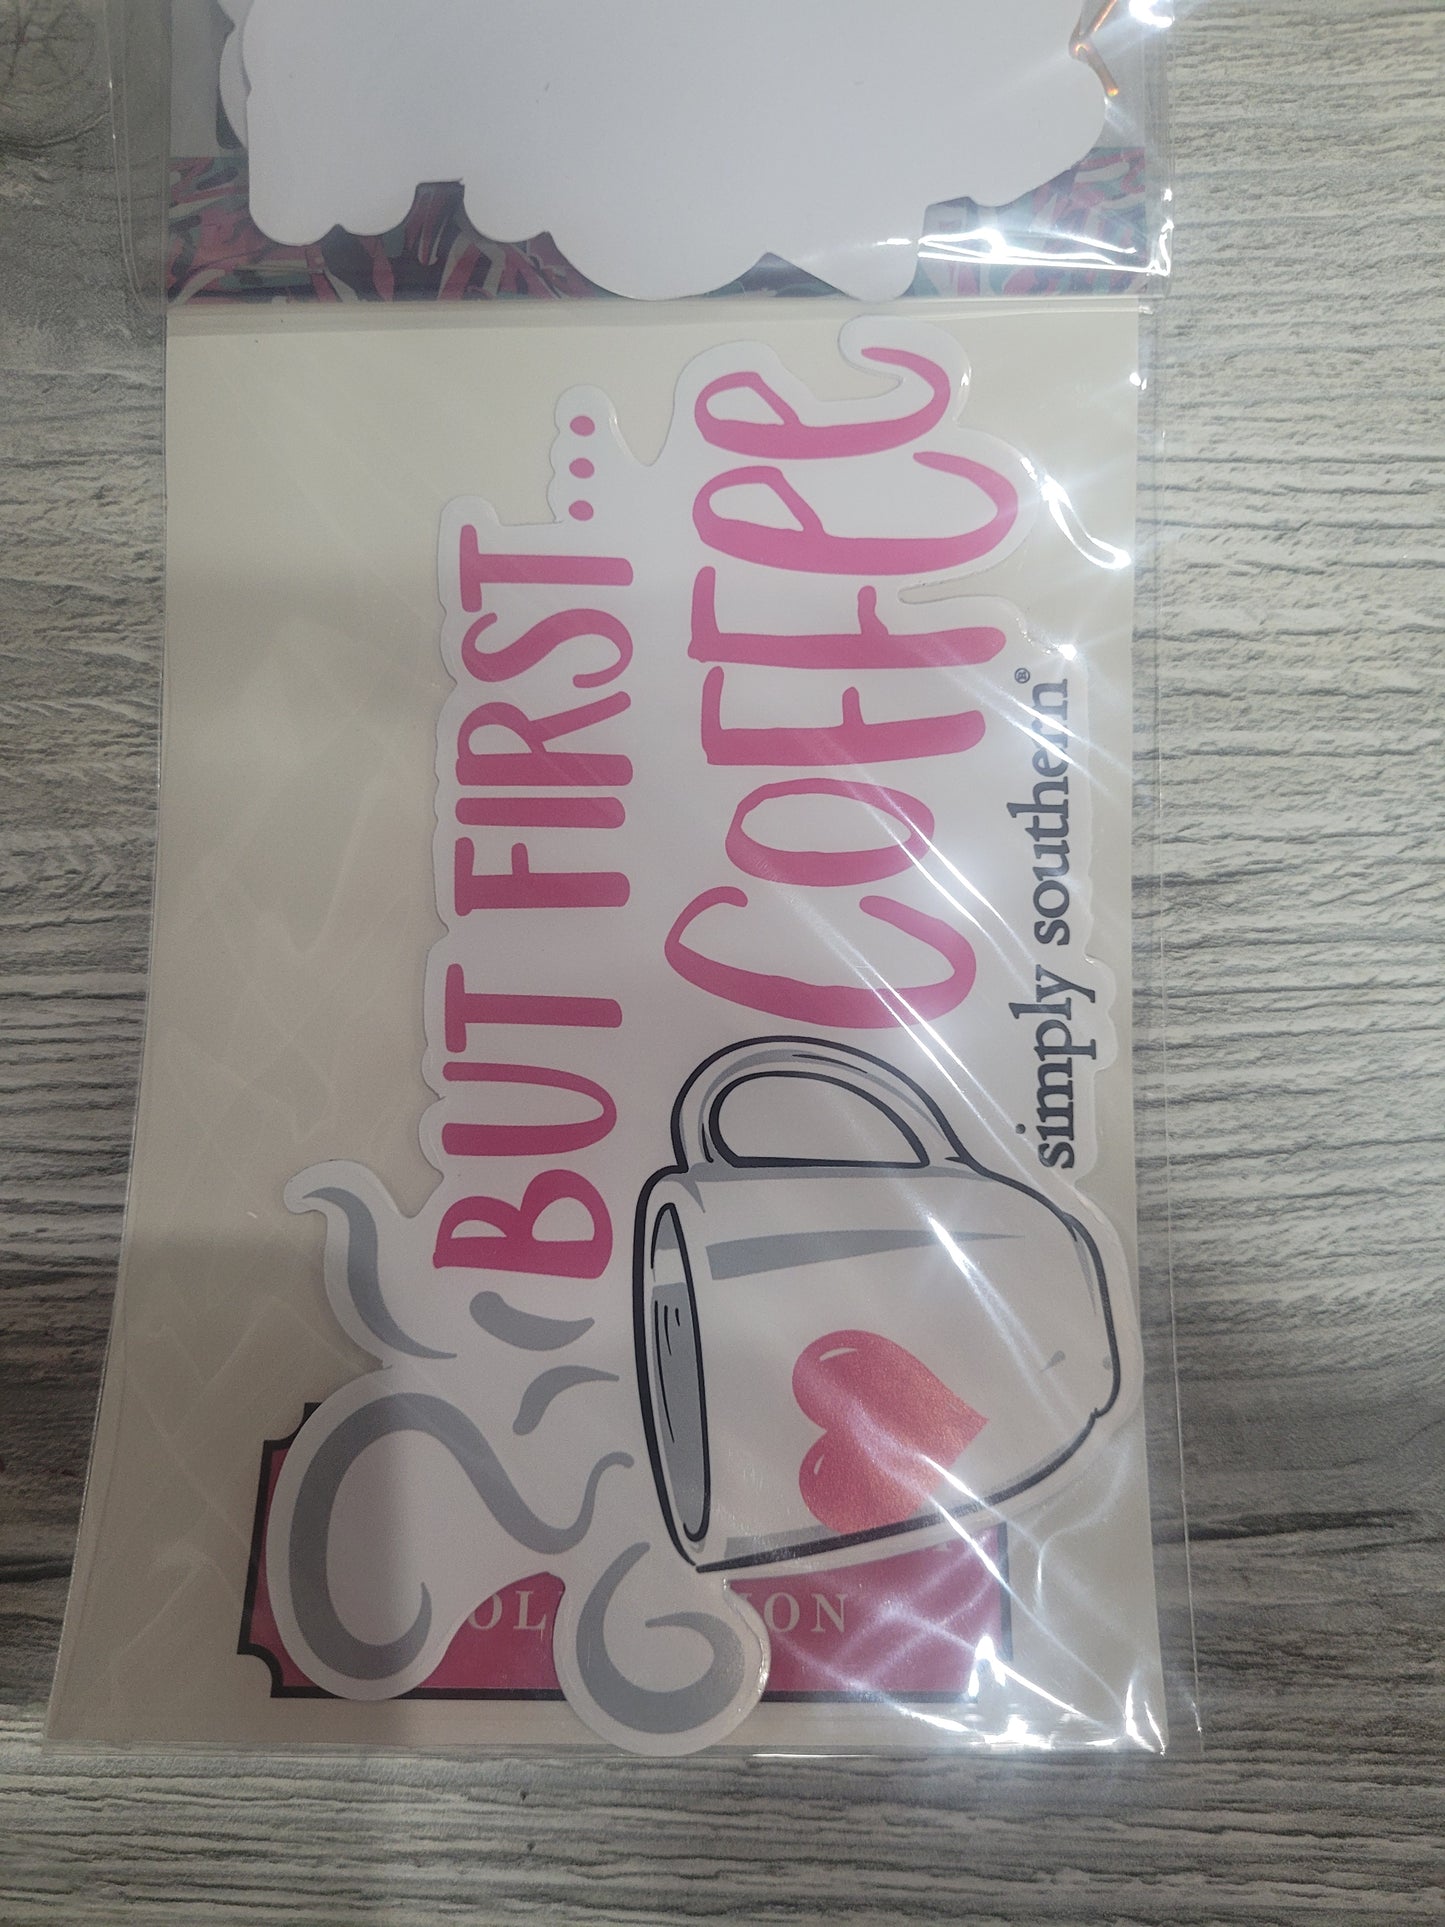 BUT FIRST...
COFFEE
simply southern®